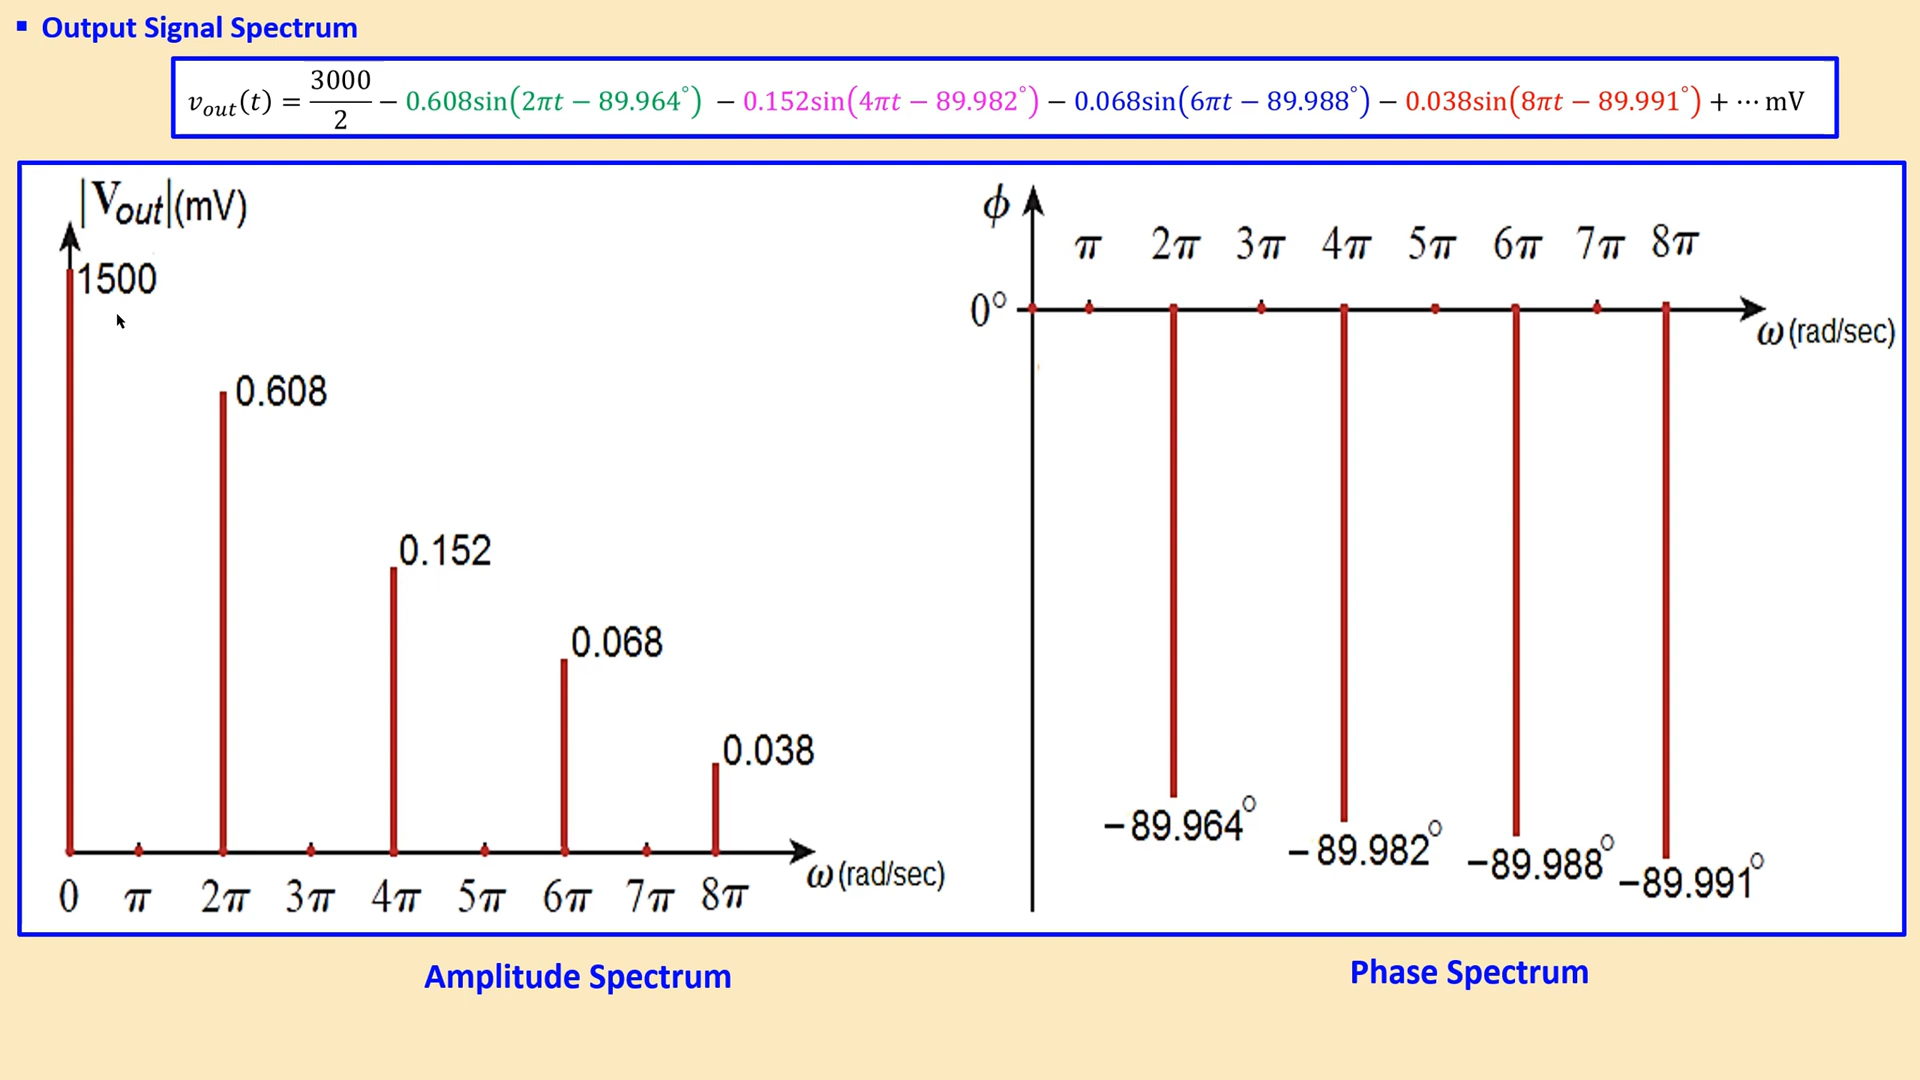 ▪ Output Signal Spectrum
v_out(t) = 3000/2 − 0.608sin(2πt − 89.964°) − 0.152sin(4πt − 89.982°) − 0.068sin(6πt − 89.988°) − 0.038sin(8πt − 89.991°) + ⋯ mV
|V_out|(mV)
1500
0.608
0.152
0.068
0.038
0 π 2π 3π 4π 5π 6π 7π 8π
ω(rad/sec)
ϕ
π 2π 3π 4π 5π 6π 7π 8π
0°
ω(rad/sec)
−89.964°
−89.982°
−89.988°
−89.991°
Amplitude Spectrum
Phase Spectrum